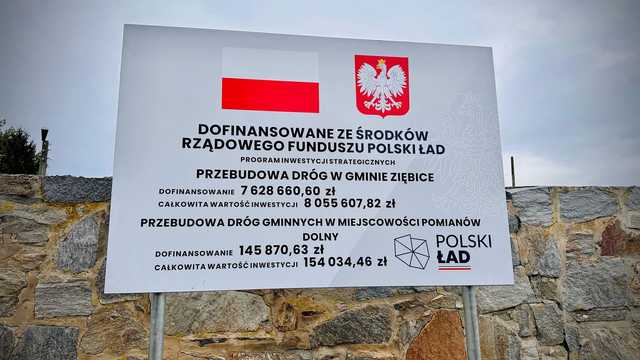 DOFINANSOWANE ZE ŚRODKÓW
RZĄDOWEGO FUNDUSZU POLSKI ŁAD
PROGRAM INWESTYCJI STRATEGICZNYCH
PRZEBUDOWA DRÓG W GMINIE ZIĘBICE
DOFINANSOWANIE 7 628 660,60 zł
CAŁKOWITA WARTOŚĆ INWESTYCJI 8 055 607,82 zł
PRZEBUDOWA DRÓG GMINNYCH W MIEJSCOWOŚCI POMIANÓW
DOLNY
DOFINANSOWANIE 145 870,63 zł
CAŁKOWITA WARTOŚĆ INWESTYCJI 154 034,46 zł
POLSKI
ŁAD